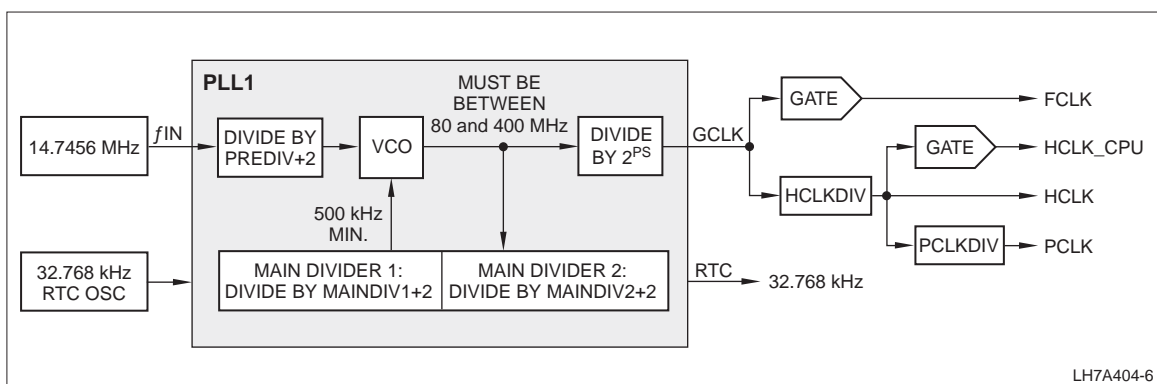 PLL1
MUST BE
BETWEEN
80 and 400 MHz
14.7456 MHz
ƒIN
DIVIDE BY
PREDIV+2
VCO
DIVIDE
BY 2^PS
GCLK
GATE
FCLK
GATE
HCLK_CPU
HCLKDIV
HCLK
PCLKDIV
PCLK
500 kHz
MIN.
32.768 kHz
RTC OSC
MAIN DIVIDER 1:
DIVIDE BY MAINDIV1+2
MAIN DIVIDER 2:
DIVIDE BY MAINDIV2+2
RTC
32.768 kHz
LH7A404-6